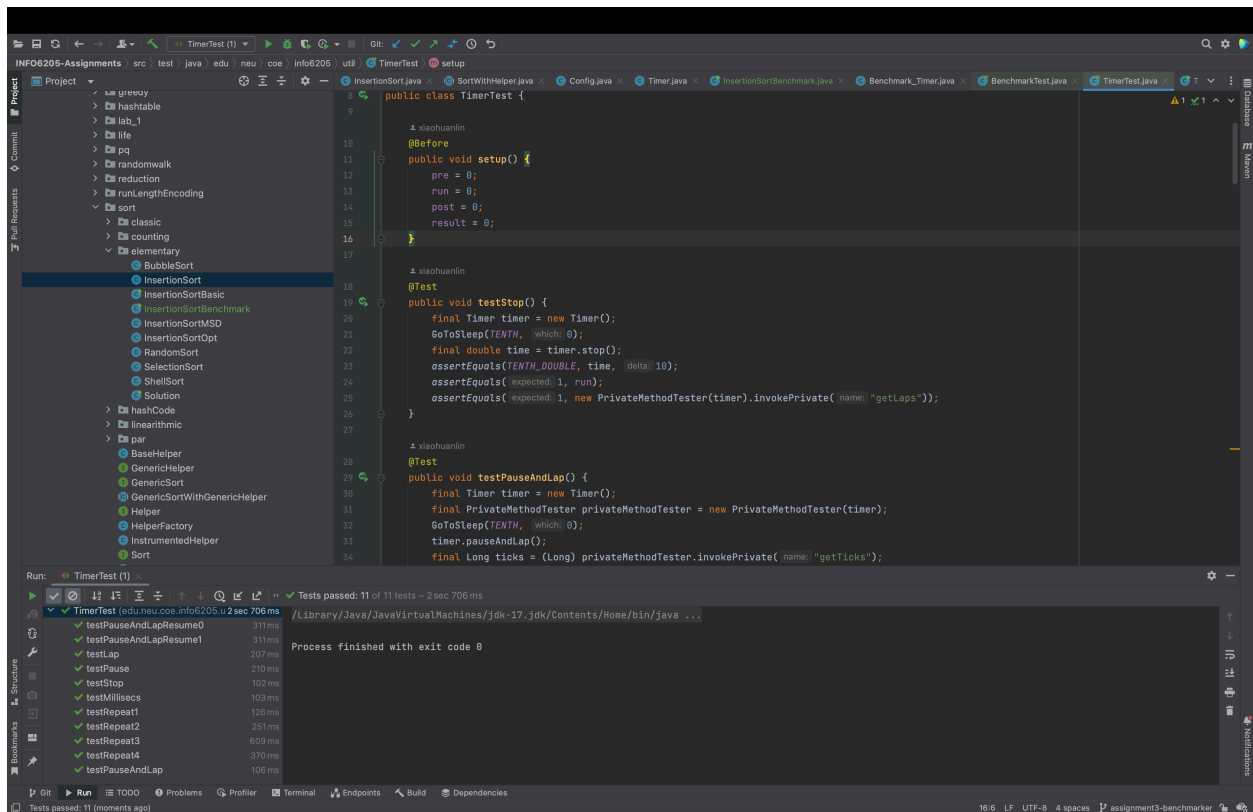 TimerTest (1)
Git:
INFO6205-Assignments src test java edu neu coe info6205 util TimerTest setup
Project
InsertionSort.java SortWithHelper.java Config.java Timer.java InsertionSortBenchmark.java Benchmark_Timer.java BenchmarkTest.java TimerTest.java
greedy
hashtable
lab_1
life
pq
randomwalk
reduction
runLengthEncoding
sort
classic
counting
elementary
BubbleSort
InsertionSort
InsertionSortBasic
InsertionSortBenchmark
InsertionSortMSD
InsertionSortOpt
RandomSort
SelectionSort
ShellSort
Solution
hashCode
linearithmic
par
BaseHelper
GenericHelper
GenericSort
GenericSortWithGenericHelper
Helper
HelperFactory
InstrumentedHelper
Sort
8 public class TimerTest {
9
xiaohuanlin
10 @Before
11 public void setup() {
12 pre = 0;
13 run = 0;
14 post = 0;
15 result = 0;
16 }
17
xiaohuanlin
18 @Test
19 public void testStop() {
20 final Timer timer = new Timer();
21 GoToSleep(TENTH, which: 0);
22 final double time = timer.stop();
23 assertEquals(TENTH_DOUBLE, time, delta: 10);
24 assertEquals( expected: 1, run);
25 assertEquals( expected: 1, new PrivateMethodTester(timer).invokePrivate( name: "getLaps"));
26 }
27
xiaohuanlin
28 @Test
29 public void testPauseAndLap() {
30 final Timer timer = new Timer();
31 final PrivateMethodTester privateMethodTester = new PrivateMethodTester(timer);
32 GoToSleep(TENTH, which: 0);
33 timer.pauseAndLap();
34 final Long ticks = (Long) privateMethodTester.invokePrivate( name: "getTicks");
1 1
Project
Commit
Pull Requests
Structure
Bookmarks
Database
Maven
Notifications
Run: TimerTest (1)
Tests passed: 11 of 11 tests – 2 sec 706 ms
TimerTest (edu.neu.coe.info6205.u 2 sec 706 ms
testPauseAndLapResume0 311 ms
testPauseAndLapResume1 311 ms
testLap 207 ms
testPause 210 ms
testStop 102 ms
testMillisecs 103 ms
testRepeat1 126 ms
testRepeat2 251 ms
testRepeat3 609 ms
testRepeat4 370 ms
testPauseAndLap 106 ms
/Library/Java/JavaVirtualMachines/jdk-17.jdk/Contents/Home/bin/java ...
Process finished with exit code 0
Git Run TODO Problems Profiler Terminal Endpoints Build Dependencies
Tests passed: 11 (moments ago)
16:6 LF UTF-8 4 spaces assignment3-benchmarker